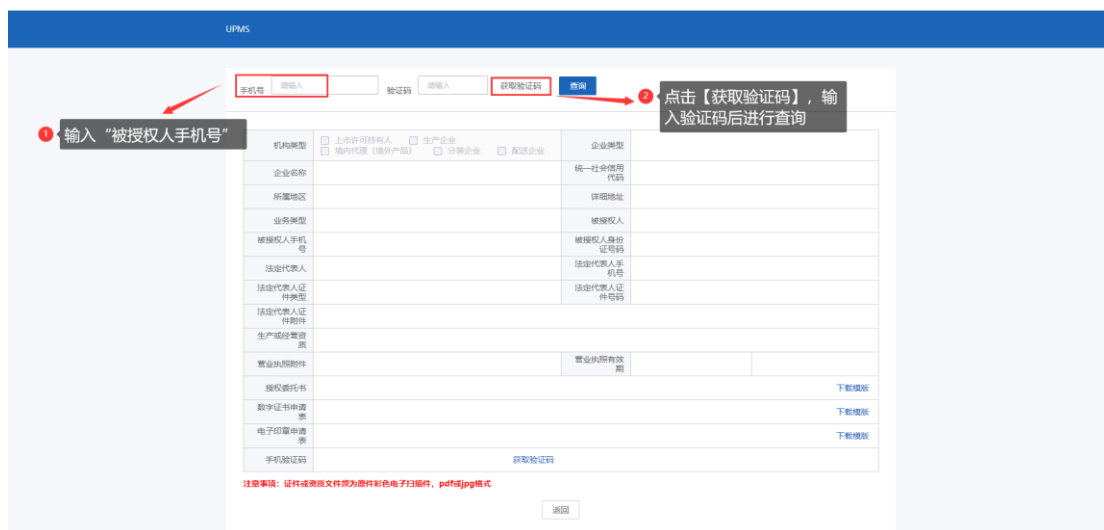 UPMS
手机号 请输入 验证码 请输入 获取验证码 查询
❷ 点击【获取验证码】，输
入验证码后进行查询
❶ 输入“被授权人手机号”
机构类型 上市许可持有人 生产企业
境内代理（境外产品） 分装企业 配送企业
企业类型
企业名称
统一社会信用
代码
所属地区
详细地址
业务类型
被授权人
被授权人手机
号
被授权人身份
证号码
法定代表人
法定代表人手
机号
法定代表人证
件类型
法定代表人证
件号码
法定代表人证
件附件
生产或经营资
质
营业执照附件
营业执照有效
期
授权委托书 下载模版
数字证书申请
表
下载模版
电子印章申请
表
下载模版
手机验证码 获取验证码
注意事项：证件或资质文件须为原件彩色电子扫描件，pdf或jpg格式
返回